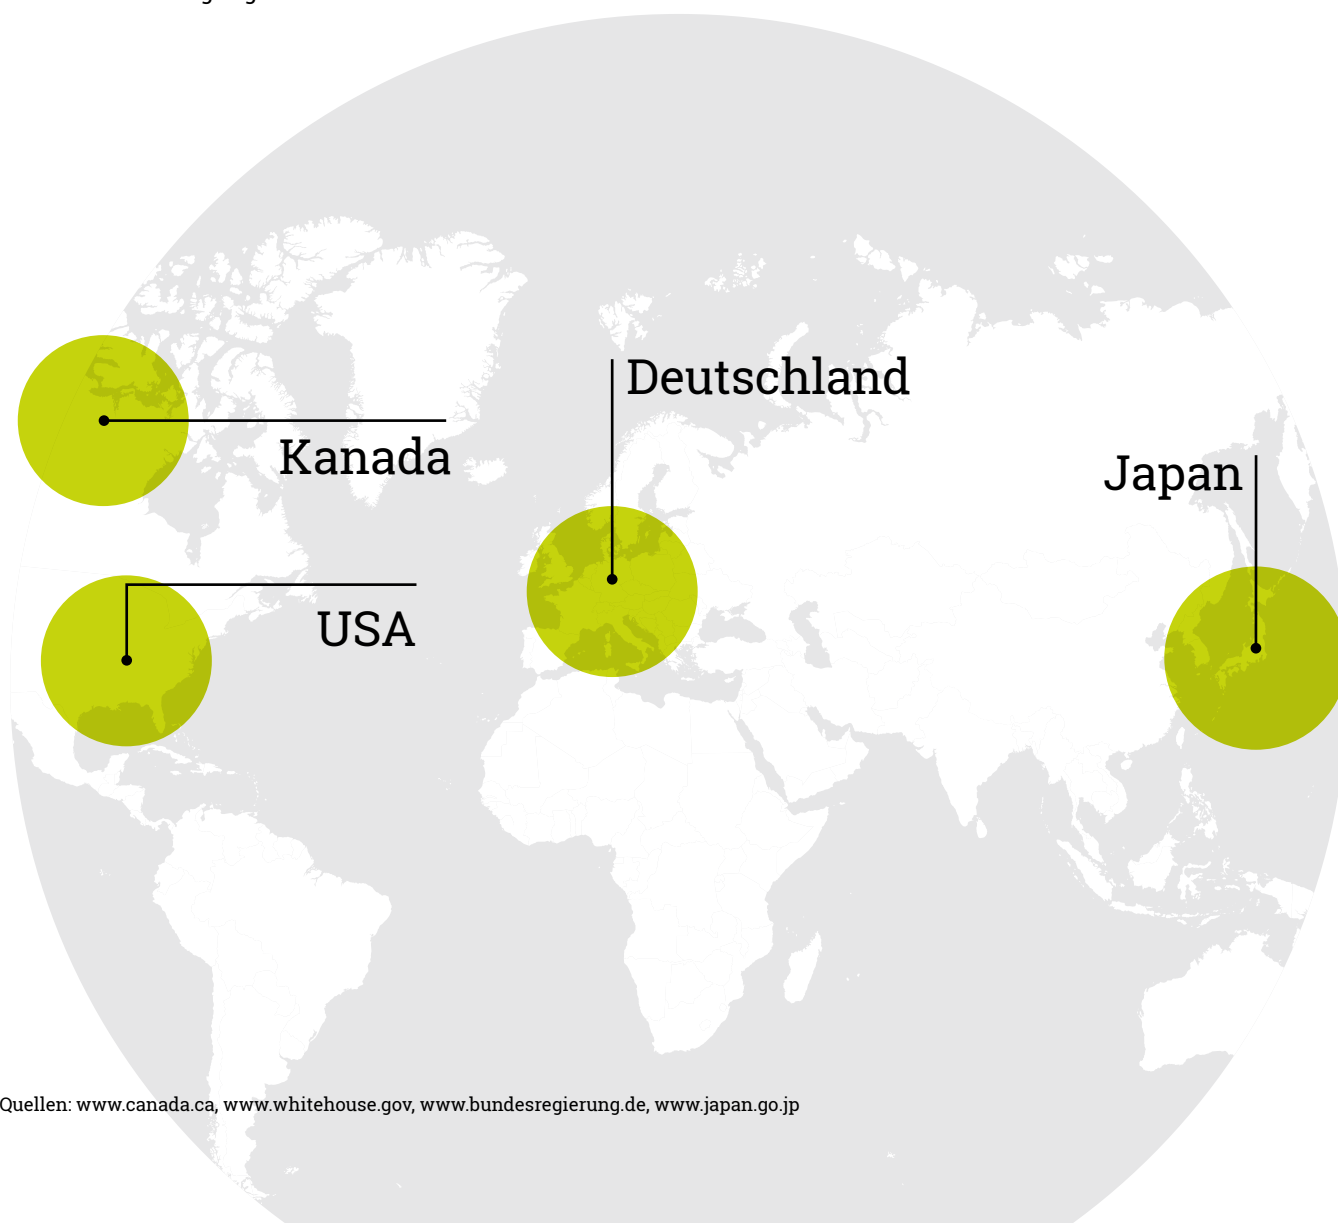 Deutschland
Kanada
Japan
USA
Quellen: www.canada.ca, www.whitehouse.gov, www.bundesregierung.de, www.japan.go.jp